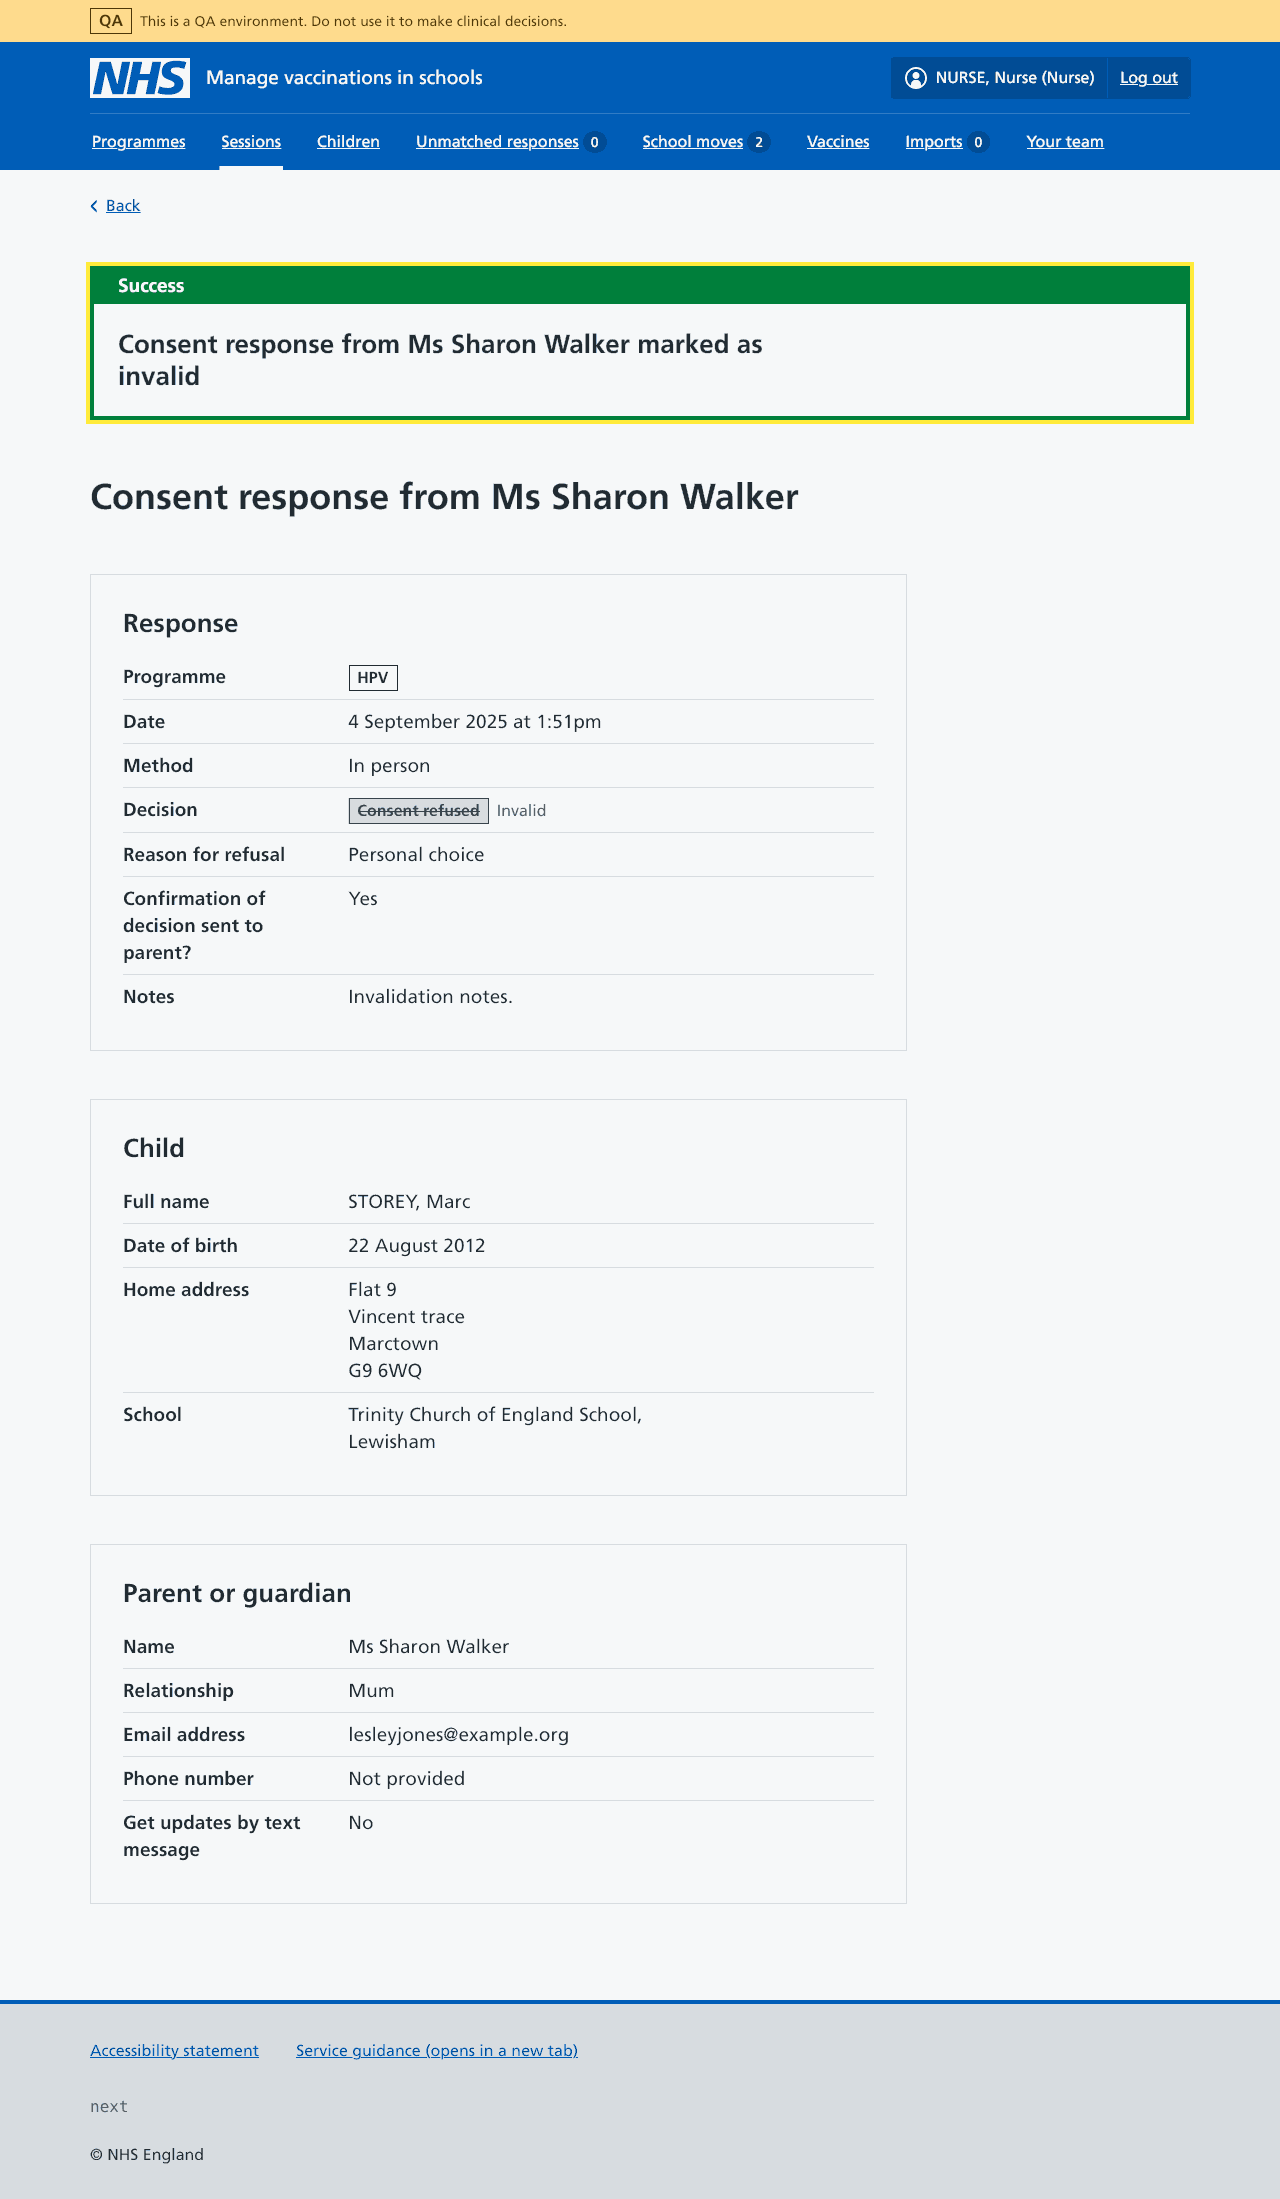 QA This is a QA environment. Do not use it to make clinical decisions.
NHS Manage vaccinations in schools NURSE, Nurse (Nurse) Log out
Programmes Sessions Children Unmatched responses 0 School moves 2 Vaccines Imports 0 Your team
Back
Success
Consent response from Ms Sharon Walker marked as
invalid
Consent response from Ms Sharon Walker
Response
Programme HPV
Date 4 September 2025 at 1:51pm
Method In person
Decision Consent refused Invalid
Reason for refusal Personal choice
Confirmation of Yes
decision sent to
parent?
Notes Invalidation notes.
Child
Full name STOREY, Marc
Date of birth 22 August 2012
Home address Flat 9
Vincent trace
Marctown
G9 6WQ
School Trinity Church of England School,
Lewisham
Parent or guardian
Name Ms Sharon Walker
Relationship Mum
Email address lesleyjones@example.org
Phone number Not provided
Get updates by text No
message
Accessibility statement Service guidance (opens in a new tab)
next
© NHS England